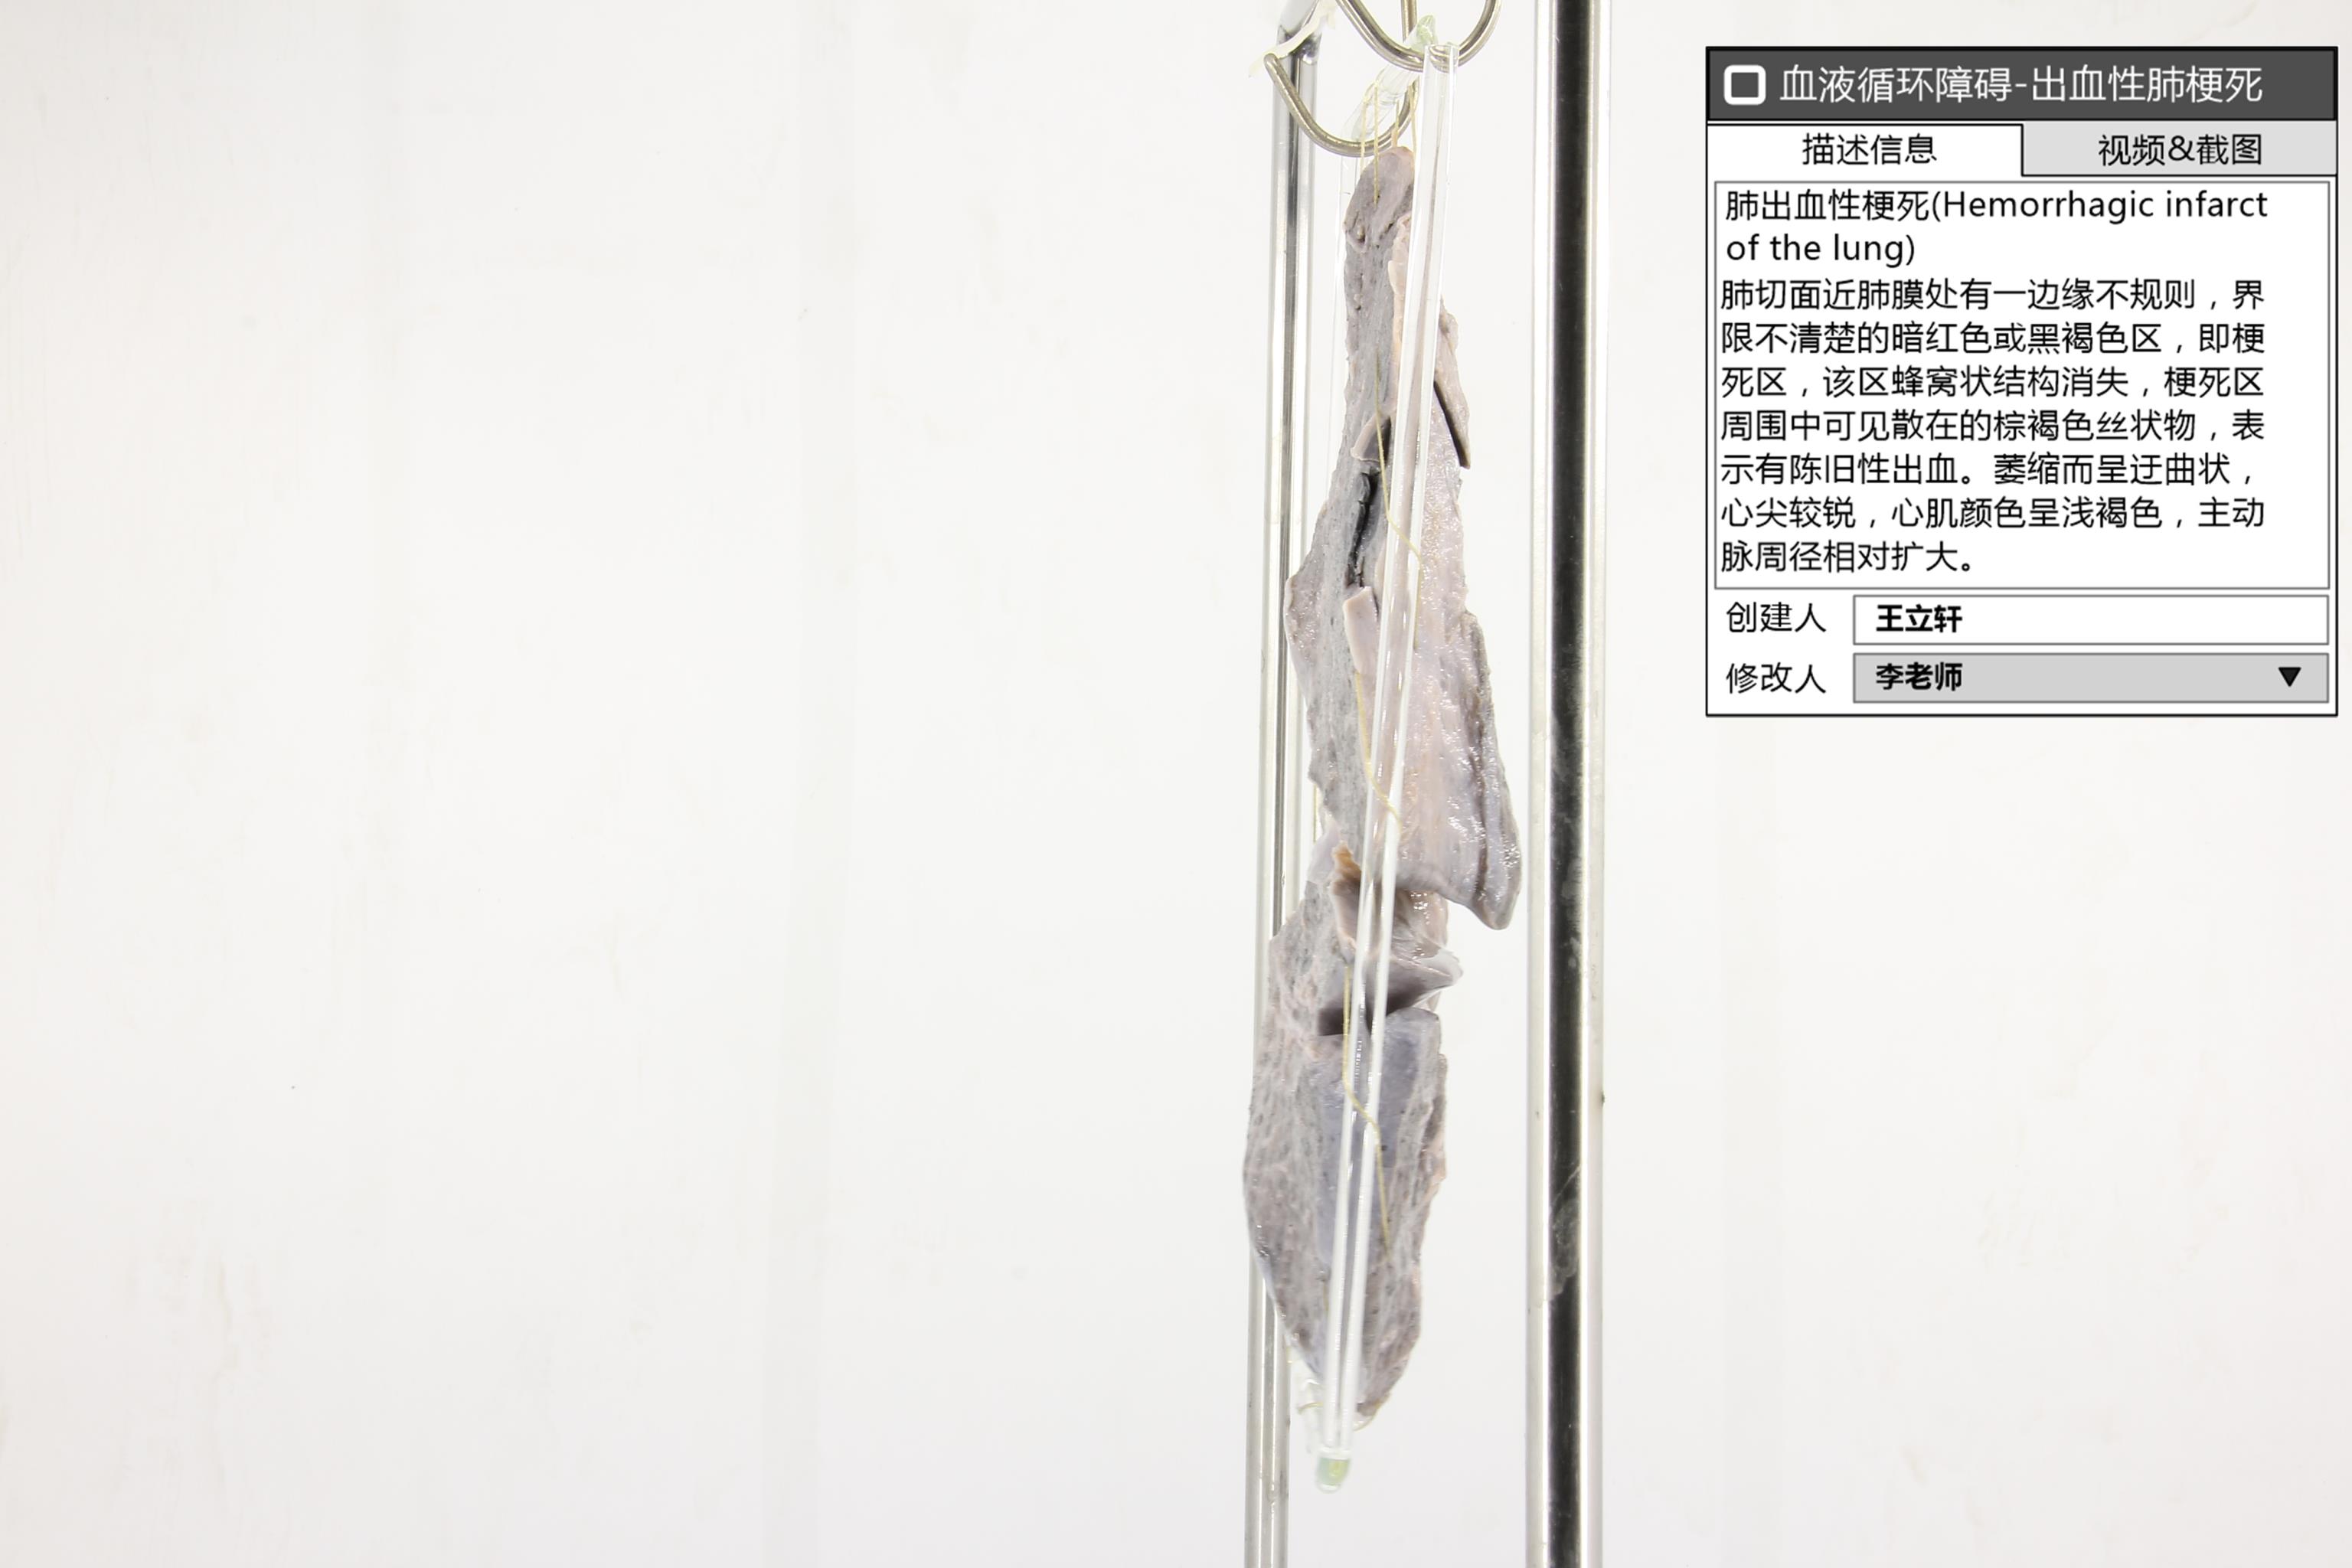 血液循环障碍-出血性肺梗死
描述信息
视频&截图
肺出血性梗死(Hemorrhagic infarct
of the lung)
肺切面近肺膜处有一边缘不规则，界
限不清楚的暗红色或黑褐色区，即梗
死区，该区蜂窝状结构消失，梗死区
周围中可见散在的棕褐色丝状物，表
示有陈旧性出血。萎缩而呈迂曲状，
心尖较锐，心肌颜色呈浅褐色，主动
脉周径相对扩大。
创建人 王立轩
修改人 李老师